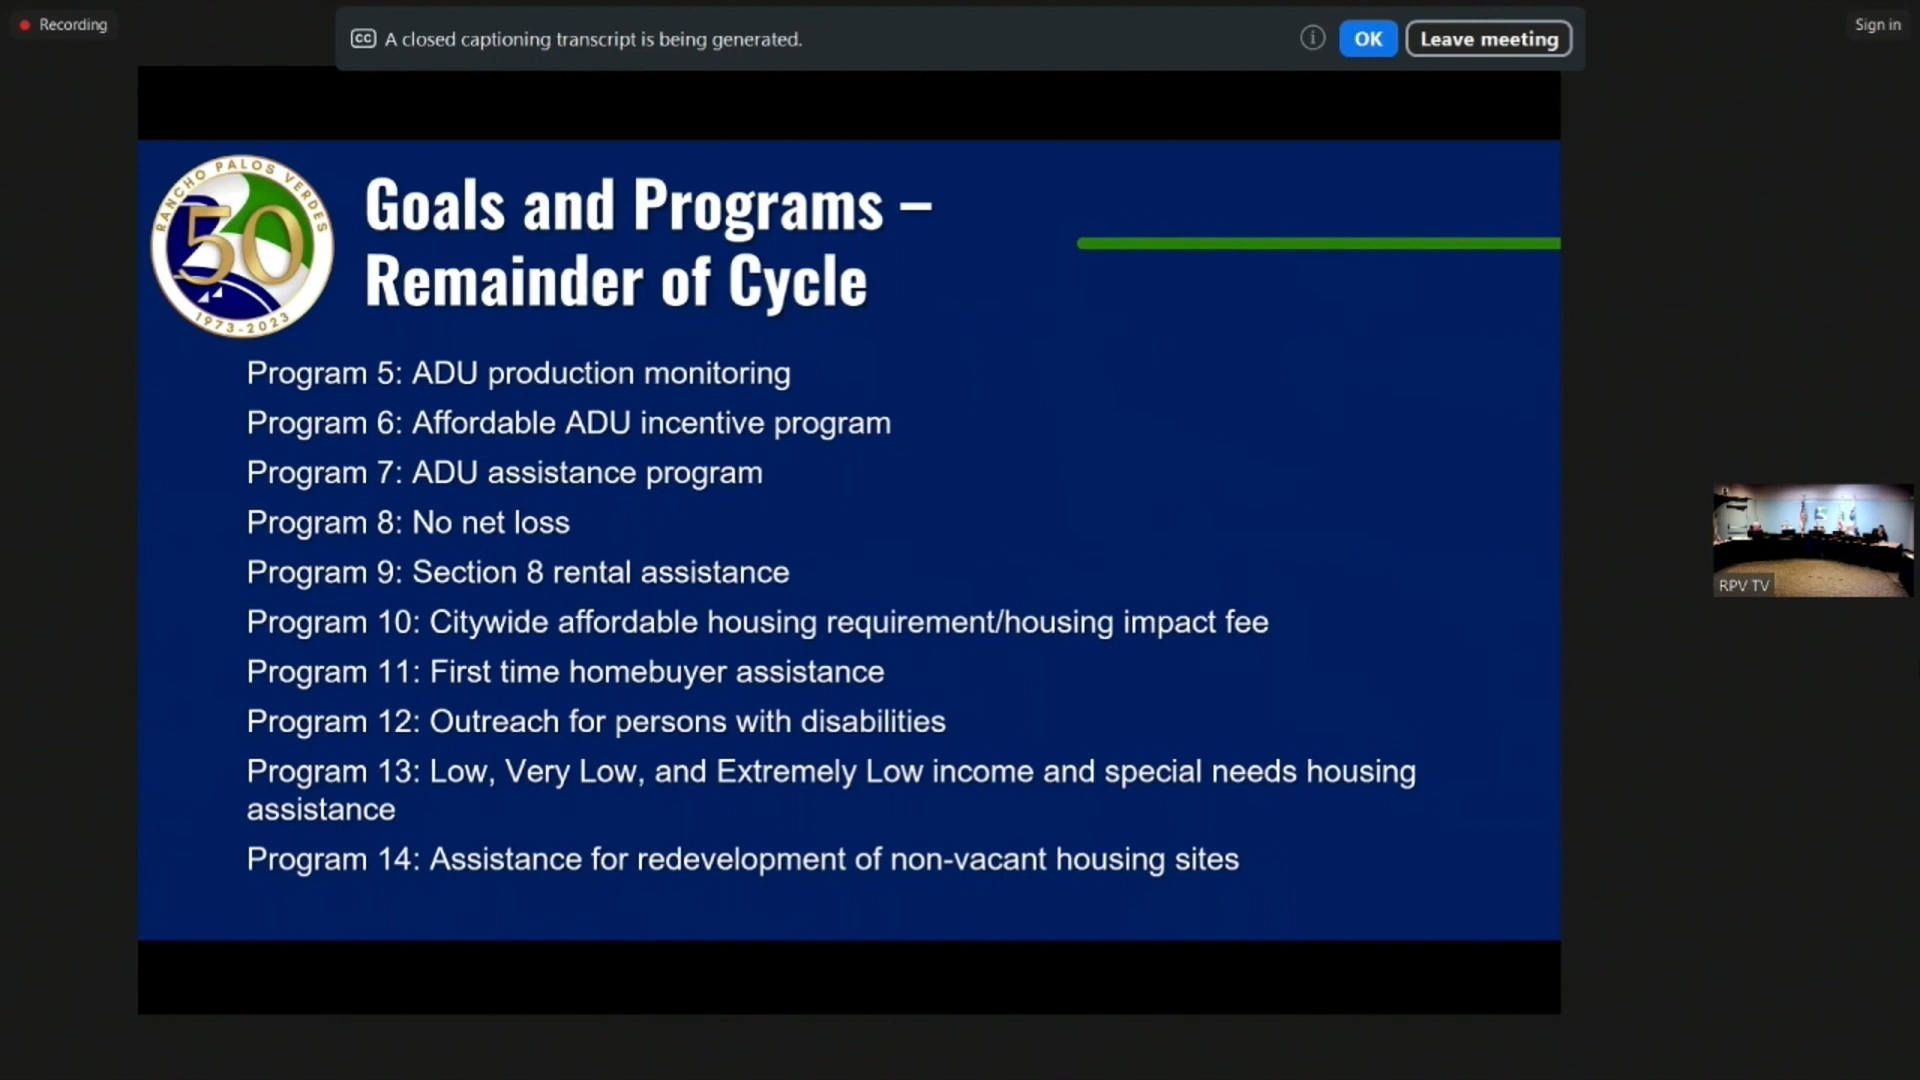 Recording
CC A closed captioning transcript is being generated.
OK
Leave meeting
Sign in
RANCHO PALOS VERDES
50
1973-2023
Goals and Programs –
Remainder of Cycle
Program 5: ADU production monitoring
Program 6: Affordable ADU incentive program
Program 7: ADU assistance program
Program 8: No net loss
Program 9: Section 8 rental assistance
Program 10: Citywide affordable housing requirement/housing impact fee
Program 11: First time homebuyer assistance
Program 12: Outreach for persons with disabilities
Program 13: Low, Very Low, and Extremely Low income and special needs housing
assistance
Program 14: Assistance for redevelopment of non-vacant housing sites
RPV TV